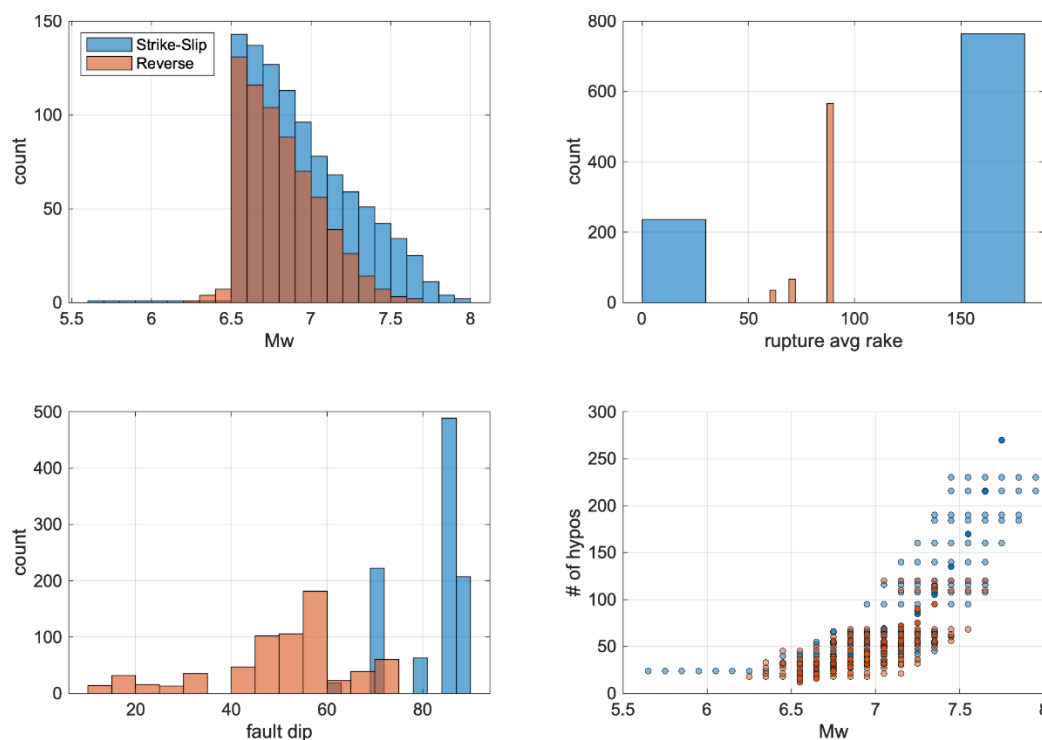 150
100
50
0
count
Strike-Slip
Reverse
5.5 6 6.5 7 7.5 8
Mw
800
600
400
200
0
count
0 50 100 150
rupture avg rake
500
400
300
200
100
0
count
20 40 60 80
fault dip
300
250
200
150
100
50
0
# of hypos
5.5 6 6.5 7 7.5 8
Mw